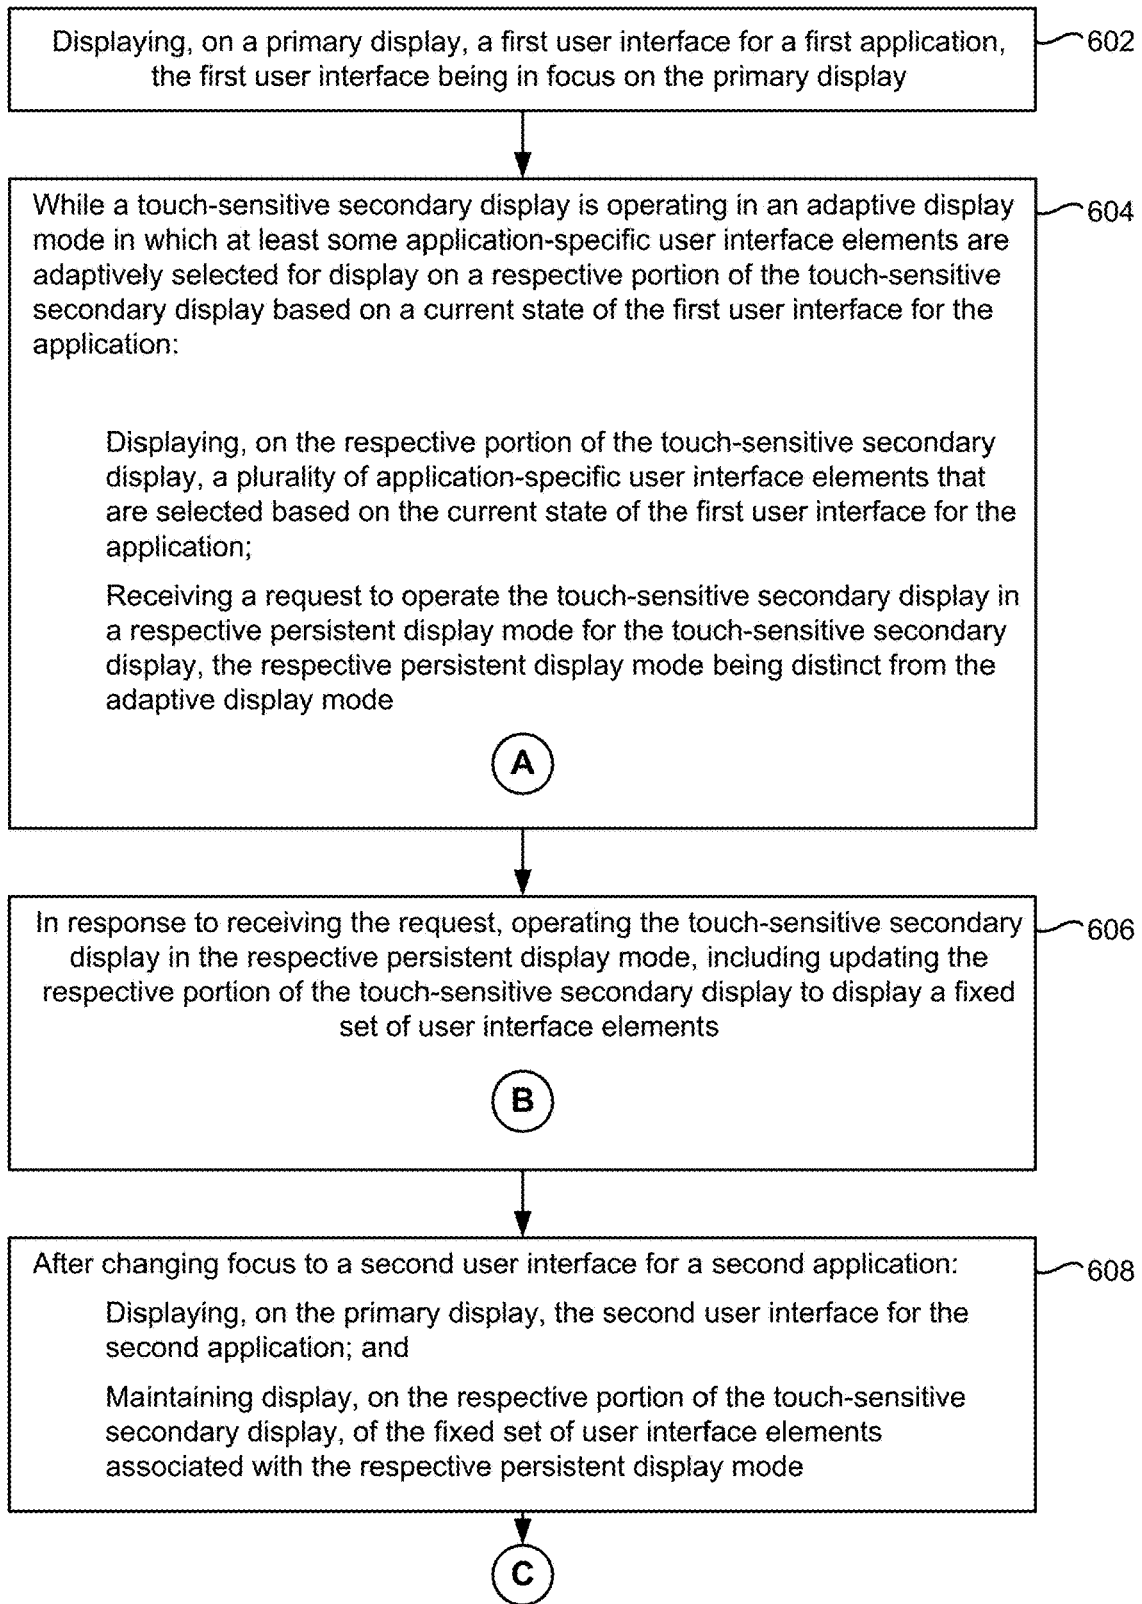 Displaying, on a primary display, a first user interface for a first application,
the first user interface being in focus on the primary display
602
While a touch-sensitive secondary display is operating in an adaptive display
mode in which at least some application-specific user interface elements are
adaptively selected for display on a respective portion of the touch-sensitive
secondary display based on a current state of the first user interface for the
application:
604
Displaying, on the respective portion of the touch-sensitive secondary
display, a plurality of application-specific user interface elements that
are selected based on the current state of the first user interface for the
application;
Receiving a request to operate the touch-sensitive secondary display in
a respective persistent display mode for the touch-sensitive secondary
display, the respective persistent display mode being distinct from the
adaptive display mode
A
In response to receiving the request, operating the touch-sensitive secondary
display in the respective persistent display mode, including updating the
respective portion of the touch-sensitive secondary display to display a fixed
set of user interface elements
606
B
After changing focus to a second user interface for a second application:
608
Displaying, on the primary display, the second user interface for the
second application; and
Maintaining display, on the respective portion of the touch-sensitive
secondary display, of the fixed set of user interface elements
associated with the respective persistent display mode
C